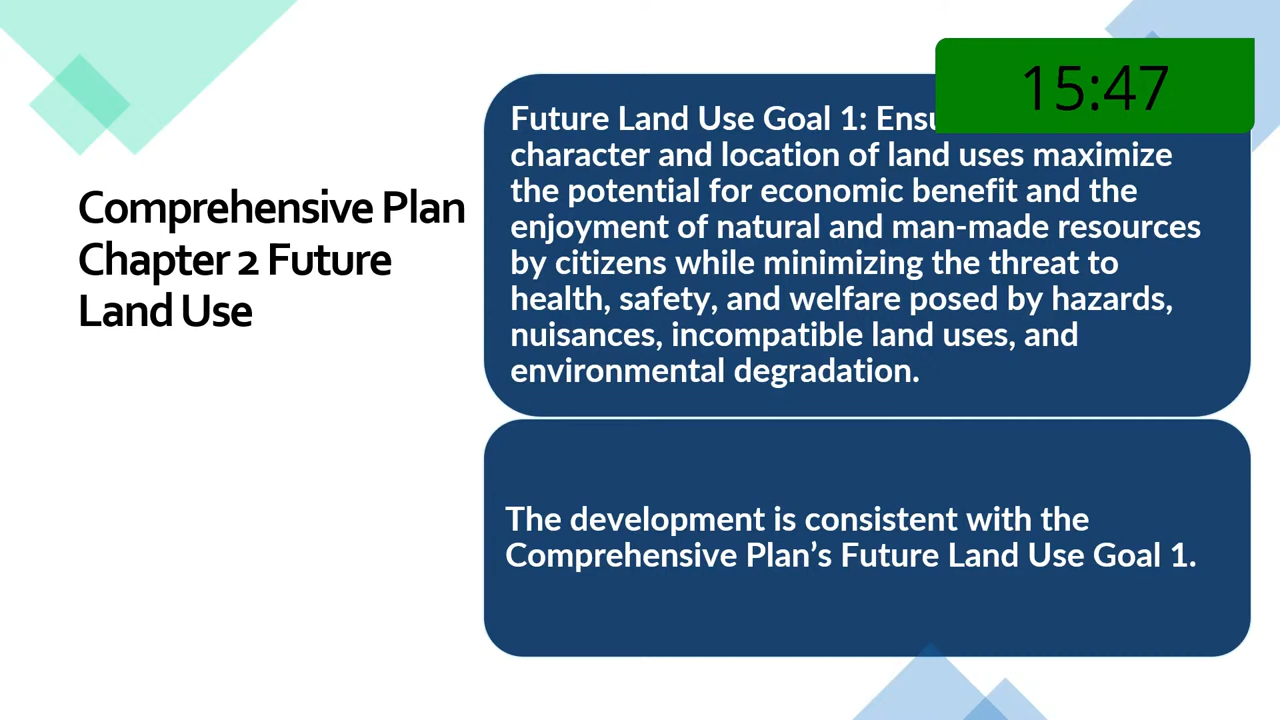 Comprehensive Plan
Chapter 2 Future
Land Use
15:47
Future Land Use Goal 1:
character and location of land uses maximize
the potential for economic benefit and the
enjoyment of natural and man-made resources
by citizens while minimizing the threat to
health, safety, and welfare posed by hazards,
nuisances, incompatible land uses, and
environmental degradation.
The development is consistent with the
Comprehensive Plan’s Future Land Use Goal 1.